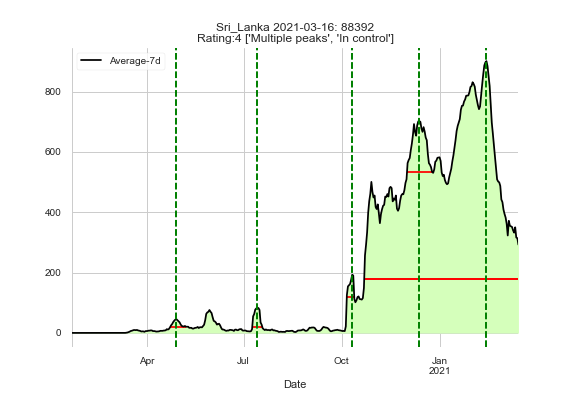 Sri_Lanka 2021-03-16: 88392
Rating:4 ['Multiple peaks', 'In control']
Average-7d
800
600
400
200
0
Apr Jul Oct Jan
2021
Date